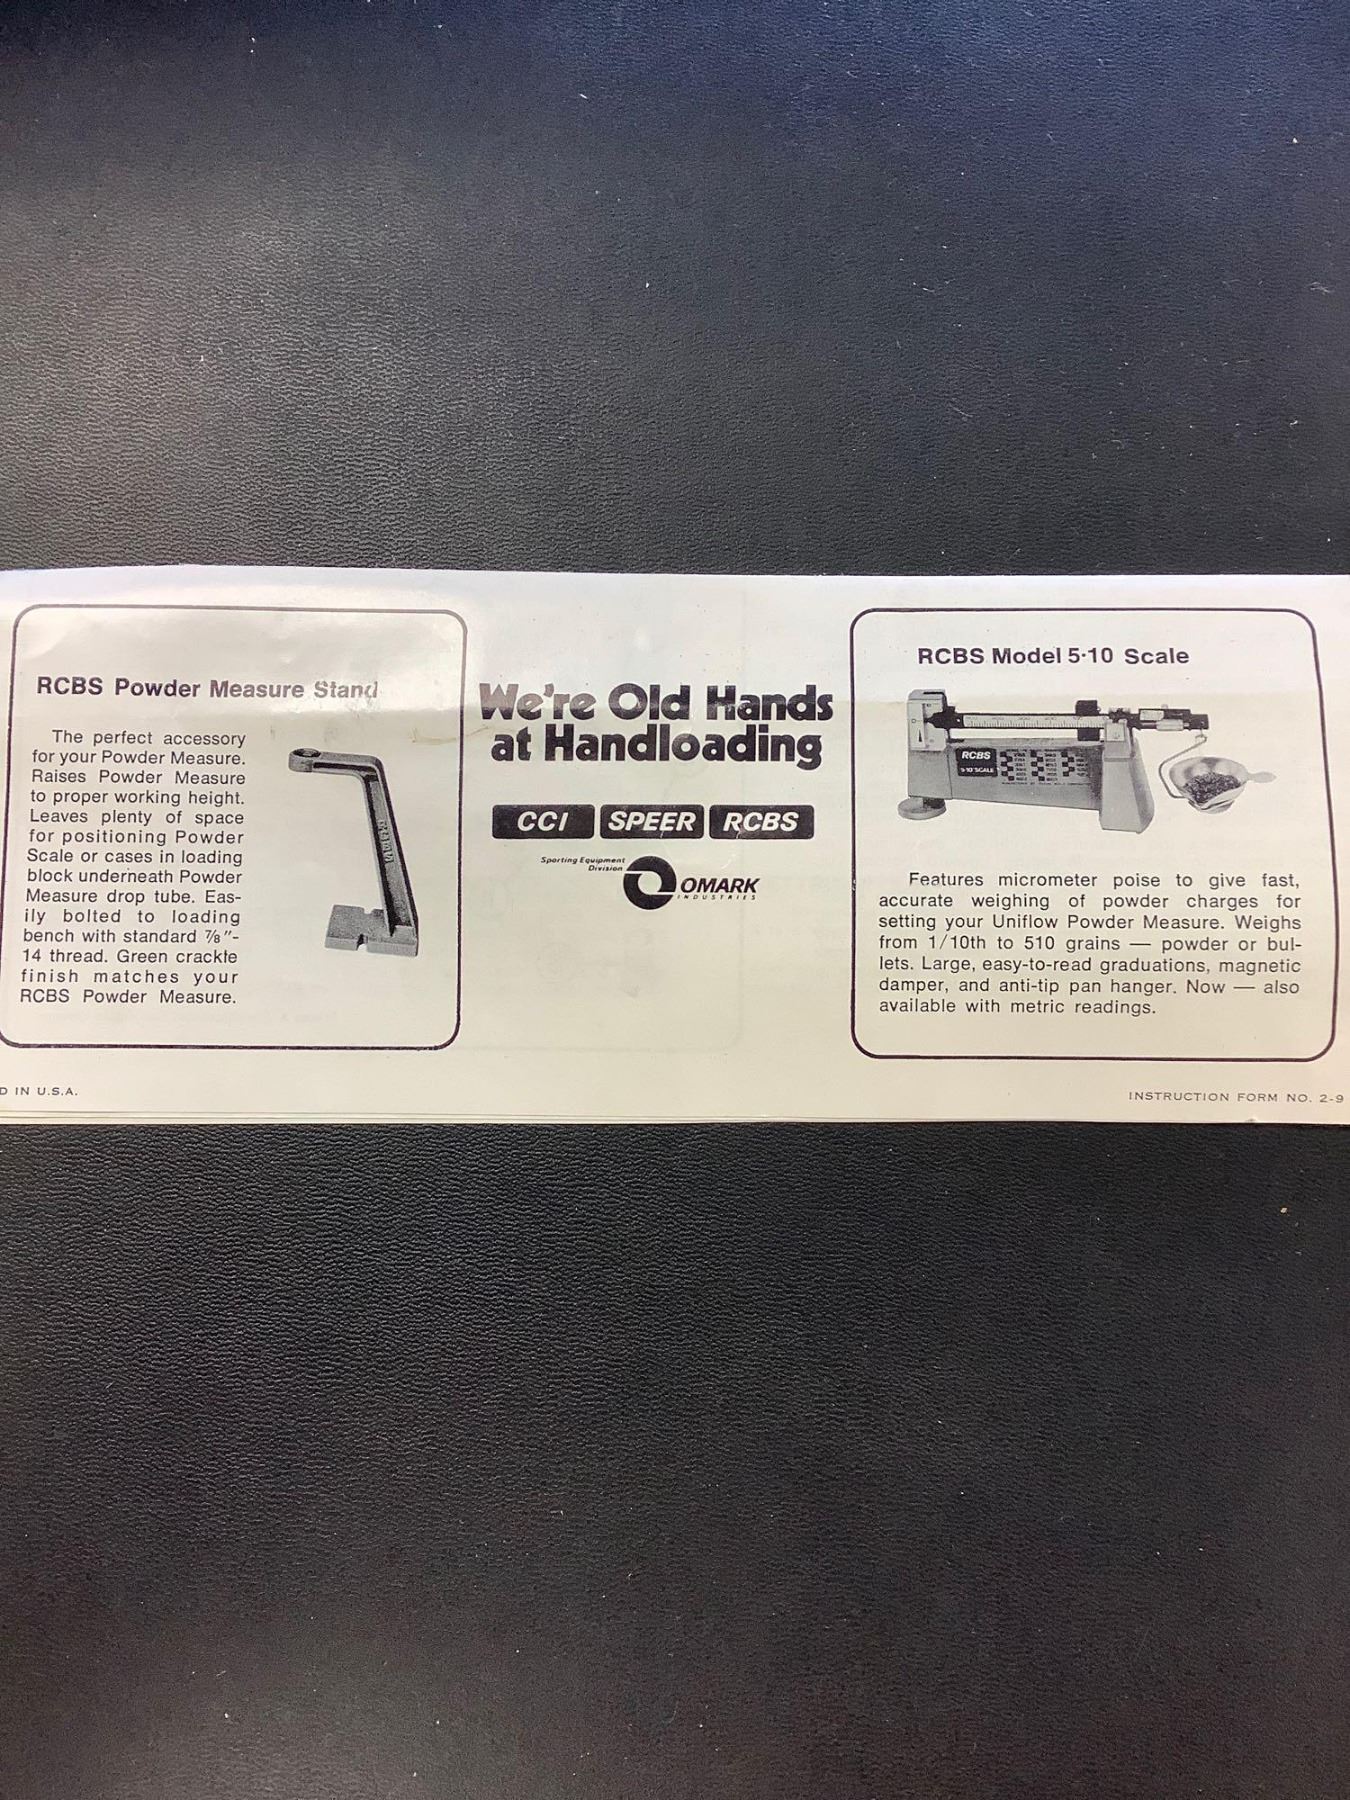 RCBS Powder Measure Stand
The perfect accessory
for your Powder Measure.
Raises Powder Measure
to proper working height.
Leaves plenty of space
for positioning Powder
Scale or cases in loading
block underneath Powder
Measure drop tube. Eas-
ily bolted to loading
bench with standard ⅞"-
14 thread. Green crackle
finish matches your
RCBS Powder Measure.
D IN U.S.A.
We're Old Hands
at Handloading
CCI SPEER RCBS
Sporting Equipment
Division
OMARK
INDUSTRIES
RCBS Model 5·10 Scale
RCBS
5·10 SCALE
Features micrometer poise to give fast,
accurate weighing of powder charges for
setting your Uniflow Powder Measure. Weighs
from 1/10th to 510 grains — powder or bul-
lets. Large, easy-to-read graduations, magnetic
damper, and anti-tip pan hanger. Now — also
available with metric readings.
INSTRUCTION FORM NO. 2-9